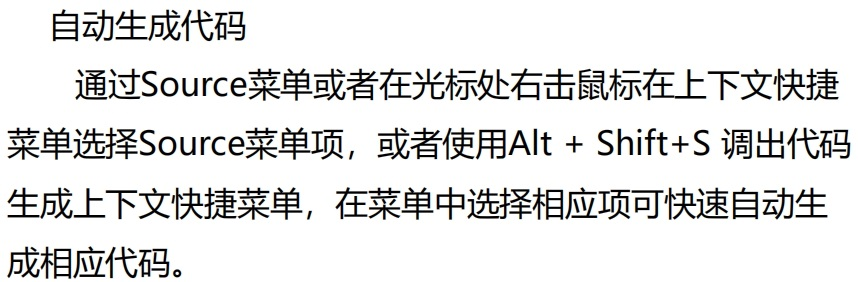 自动生成代码
通过Source菜单或者在光标处右击鼠标在上下文快捷
菜单选择Source菜单项，或者使用Alt + Shift+S 调出代码
生成上下文快捷菜单，在菜单中选择相应项可快速自动生
成相应代码。